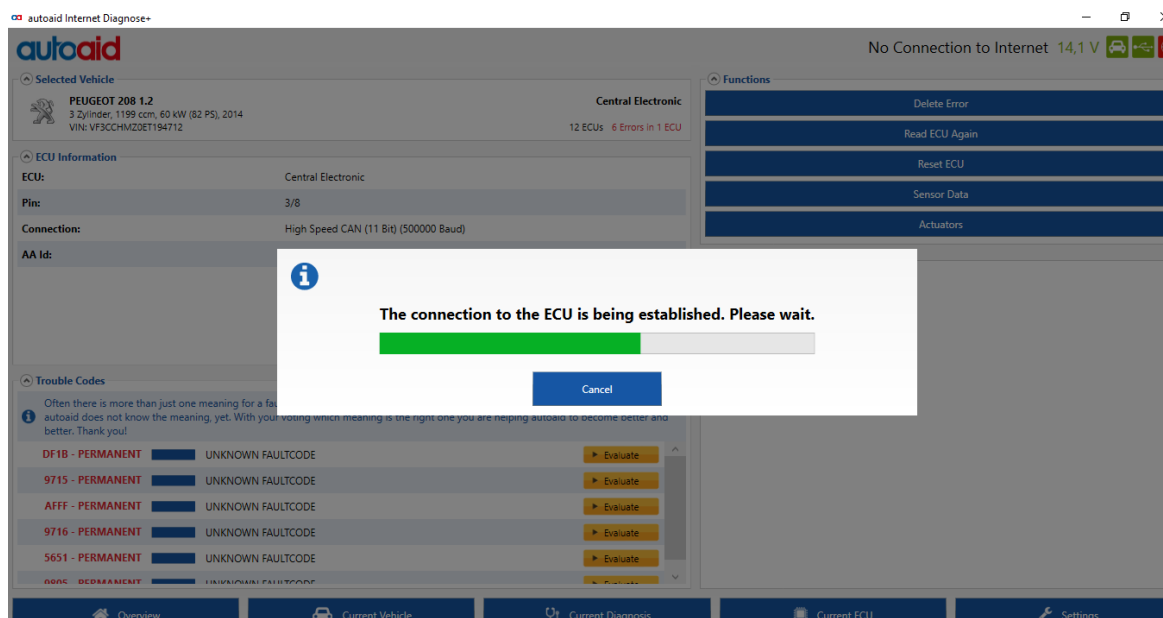 autoaid Internet Diagnose+
autoaid
No Connection to Internet 14,1 V
Selected Vehicle
PEUGEOT 208 1.2
3 Zylinder, 1199 ccm, 60 kW (82 PS), 2014
VIN: VF3CCHMZ0ET194712
Central Electronic
12 ECUs 6 Errors in 1 ECU
ECU Information
ECU: Central Electronic
Pin: 3/8
Connection: High Speed CAN (11 Bit) (500000 Baud)
AA Id:
Functions
Delete Error
Read ECU Again
Reset ECU
Sensor Data
Actuators
The connection to the ECU is being established. Please wait.
Cancel
Trouble Codes
Often there is more than just one meaning for a
autoaid does not know the meaning, yet. With your voting which meaning is the right one you are helping autoaid to become better and
better. Thank you!
DF1B - PERMANENT UNKNOWN FAULTCODE Evaluate
9715 - PERMANENT UNKNOWN FAULTCODE Evaluate
AFFF - PERMANENT UNKNOWN FAULTCODE Evaluate
9716 - PERMANENT UNKNOWN FAULTCODE Evaluate
5651 - PERMANENT UNKNOWN FAULTCODE Evaluate
9805 - PERMANENT UNKNOWN FAULTCODE Evaluate
Overview
Current Vehicle
Current Diagnosis
Current ECU
Settings